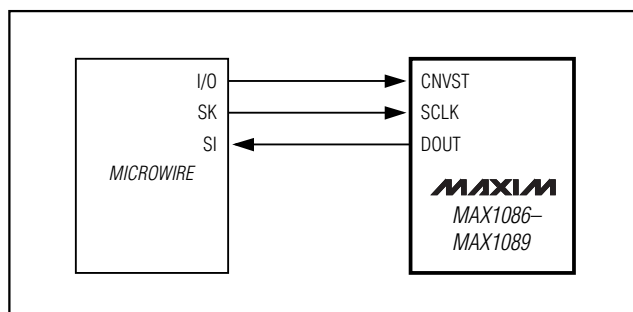 I/O
SK
SI
MICROWIRE
CNVST
SCLK
DOUT
MAXIM
MAX1086–
MAX1089